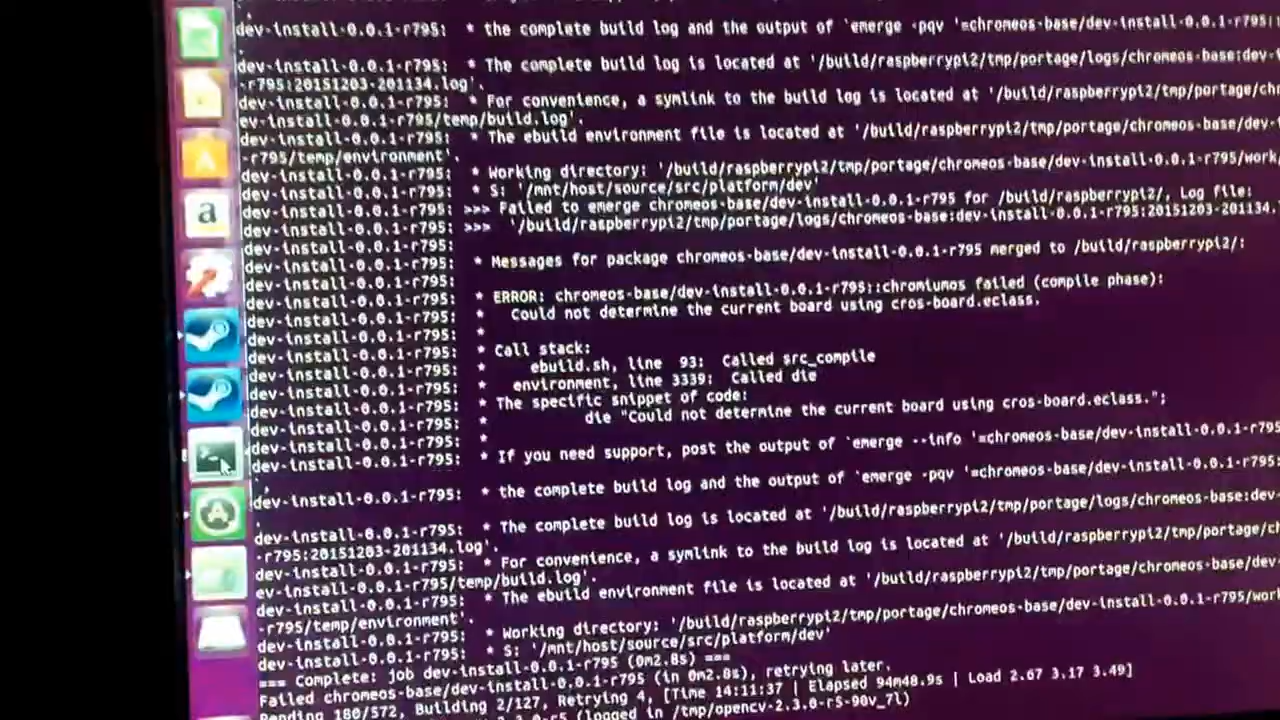 dev-install-0.0.1-r795:  * the complete build log and the output of `emerge -pqv '=chromeos-base/dev-install-0.0.1-r795:
'.
dev-install-0.0.1-r795:  * The complete build log is located at '/build/raspberrypi2/tmp/portage/logs/chromeos-base:dev-
-r795:20151203-201134.log'.
dev-install-0.0.1-r795:  * For convenience, a symlink to the build log is located at '/build/raspberrypi2/tmp/portage/ch
ev-install-0.0.1-r795/temp/build.log'.
dev-install-0.0.1-r795:  * The ebuild environment file is located at '/build/raspberrypi2/tmp/portage/chromeos-base/dev-
-r795/temp/environment'.
dev-install-0.0.1-r795:  * Working directory: '/build/raspberrypi2/tmp/portage/chromeos-base/dev-install-0.0.1-r795/work
dev-install-0.0.1-r795:  * S: '/mnt/host/source/src/platform/dev'
dev-install-0.0.1-r795: >>> Failed to emerge chromeos-base/dev-install-0.0.1-r795 for /build/raspberrypi2/, Log file:
dev-install-0.0.1-r795: >>>  '/build/raspberrypi2/tmp/portage/logs/chromeos-base:dev-install-0.0.1-r795:20151203-201134.
dev-install-0.0.1-r795:
dev-install-0.0.1-r795:  * Messages for package chromeos-base/dev-install-0.0.1-r795 merged to /build/raspberrypi2/:
dev-install-0.0.1-r795:
dev-install-0.0.1-r795:  * ERROR: chromeos-base/dev-install-0.0.1-r795::chromiumos failed (compile phase):
dev-install-0.0.1-r795:  *   Could not determine the current board using cros-board.eclass.
dev-install-0.0.1-r795:  *
dev-install-0.0.1-r795:  * Call stack:
dev-install-0.0.1-r795:  *     ebuild.sh, line  93:  Called src_compile
dev-install-0.0.1-r795:  *   environment, line 3339:  Called die
dev-install-0.0.1-r795:  * The specific snippet of code:
dev-install-0.0.1-r795:  *           die "Could not determine the current board using cros-board.eclass.";
dev-install-0.0.1-r795:  *
dev-install-0.0.1-r795:  * If you need support, post the output of `emerge --info '=chromeos-base/dev-install-0.0.1-r795
dev-install-0.0.1-r795:  * the complete build log and the output of `emerge -pqv '=chromeos-base/dev-install-0.0.1-r795:
dev-install-0.0.1-r795:  * The complete build log is located at '/build/raspberrypi2/tmp/portage/logs/chromeos-base:dev-
-r795:20151203-201134.log'.
dev-install-0.0.1-r795:  * For convenience, a symlink to the build log is located at '/build/raspberrypi2/tmp/portage/ch
ev-install-0.0.1-r795/temp/build.log'.
dev-install-0.0.1-r795:  * The ebuild environment file is located at '/build/raspberrypi2/tmp/portage/chromeos-base/dev-
-r795/temp/environment'.
dev-install-0.0.1-r795:  * Working directory: '/build/raspberrypi2/tmp/portage/chromeos-base/dev-install-0.0.1-r795/work
dev-install-0.0.1-r795:  * S: '/mnt/host/source/src/platform/dev'
=== Complete: job dev-install-0.0.1-r795 (0m2.8s) ===
Failed chromeos-base/dev-install-0.0.1-r795 (in 0m2.8s), retrying later.
Pending 180/572, Building 2/127, Retrying 4, [Time 14:11:37 | Elapsed 94m48.9s | Load 2.67 3.17 3.49]
2.3.0-r5 (logged in /tmp/opencv-2.3.0-r5-90v_7l)